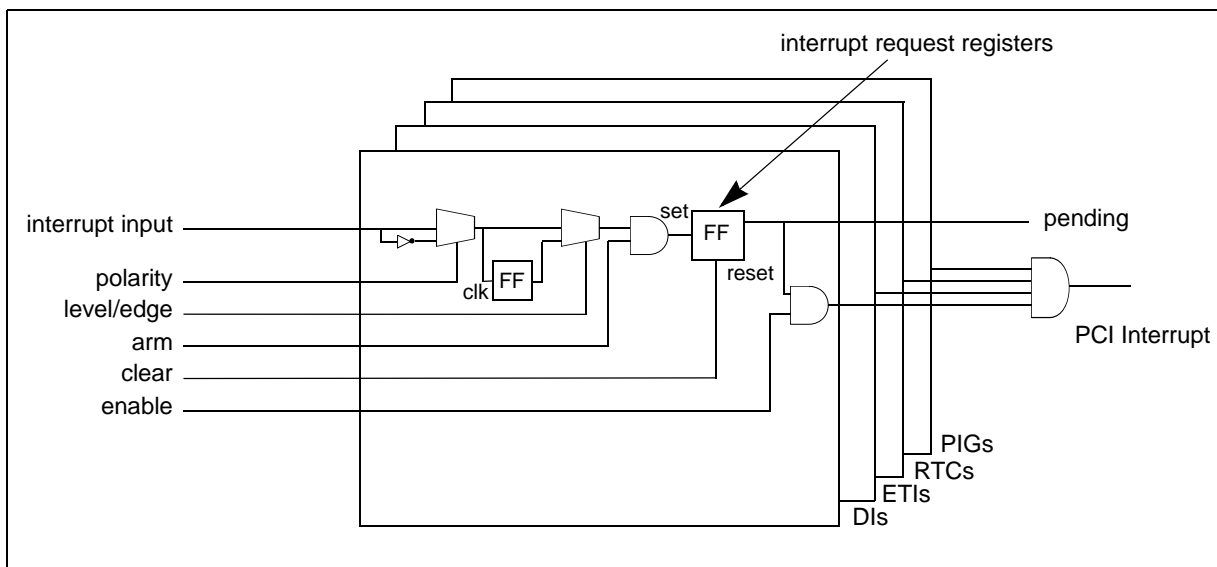 interrupt request registers
interrupt input
set
FF
pending
polarity
clk
FF
reset
level/edge
arm
PCI Interrupt
clear
enable
PIGs
RTCs
ETIs
DIs